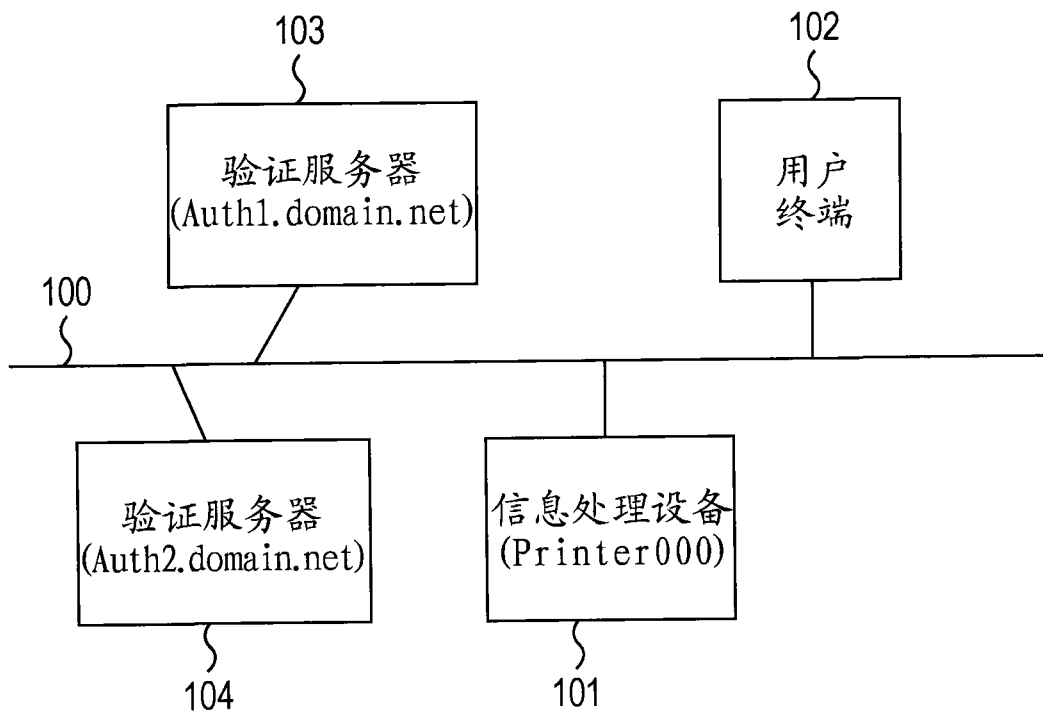 103
102
验证服务器
(Auth1.domain.net)
用户
终端
100
验证服务器
(Auth2.domain.net)
信息处理设备
(Printer000)
104
101